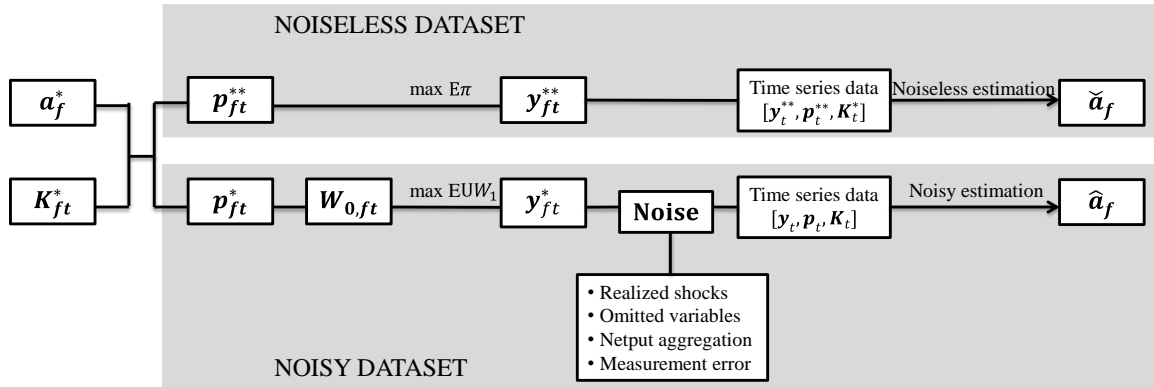 NOISELESS DATASET
a*_f
K*_ft
p**_ft
max Eπ
y**_ft
Time series data
[y**_t, p**_t, K*_t]
Noiseless estimation
ǎ_f
p*_ft
W_0,ft
max EUW_1
y*_ft
Noise
Time series data
[y_t, p_t, K_t]
Noisy estimation
â_f
• Realized shocks
• Omitted variables
• Netput aggregation
• Measurement error
NOISY DATASET